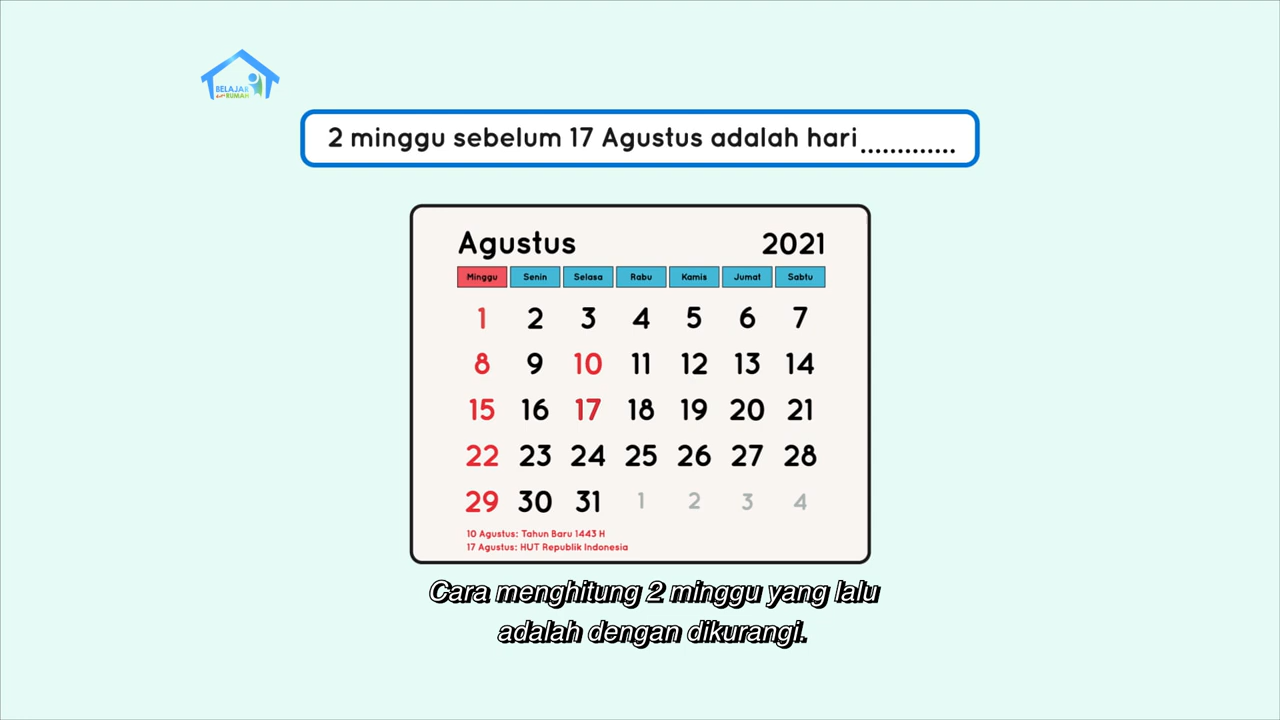 BELAJAR
dari RUMAH
2 minggu sebelum 17 Agustus adalah hari.............
Agustus 2021
Minggu Senin Selasa Rabu Kamis Jumat Sabtu
1 2 3 4 5 6 7
8 9 10 11 12 13 14
15 16 17 18 19 20 21
22 23 24 25 26 27 28
29 30 31 1 2 3 4
10 Agustus: Tahun Baru 1443 H
17 Agustus: HUT Republik Indonesia
Cara menghitung 2 minggu yang lalu
adalah dengan dikurangi.